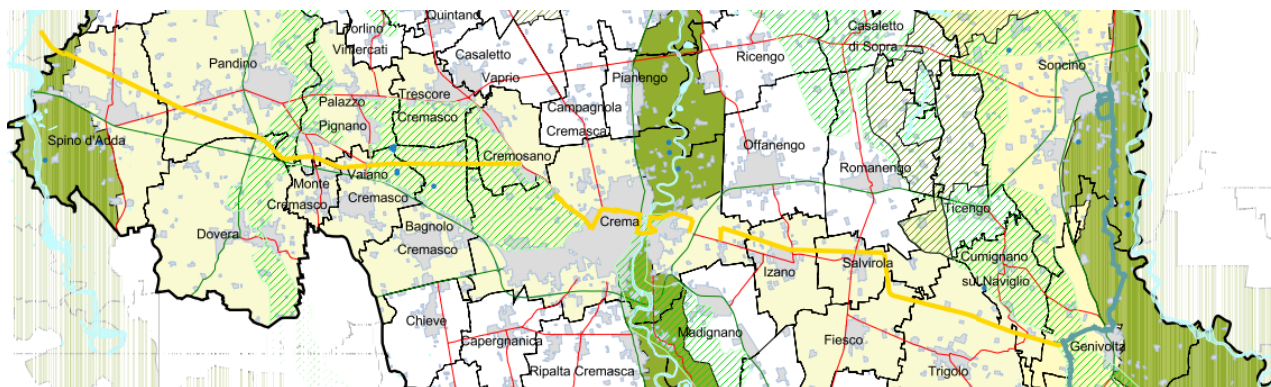 Quintano
Casaletto
Vaprio
Pianengo
Ricengo
Casaletto
di Sopra
Soncino
Vimercati
Pandino
Palazzo
Pignano
Trescore
Cremasco
Campagnola
Cremasca
Spino d'Adda
Offanengo
Romanengo
Cremosano
Vaiano
Cremasco
Monte
Cremasco
Ticengo
Dovera
Bagnolo
Cremasco
Crema
Izano
Salvirola
Cumignano
sul Naviglio
Chieve
Capergnanica
Ripalta Cremasca
Madignano
Fiesco
Trigolo
Genivolta